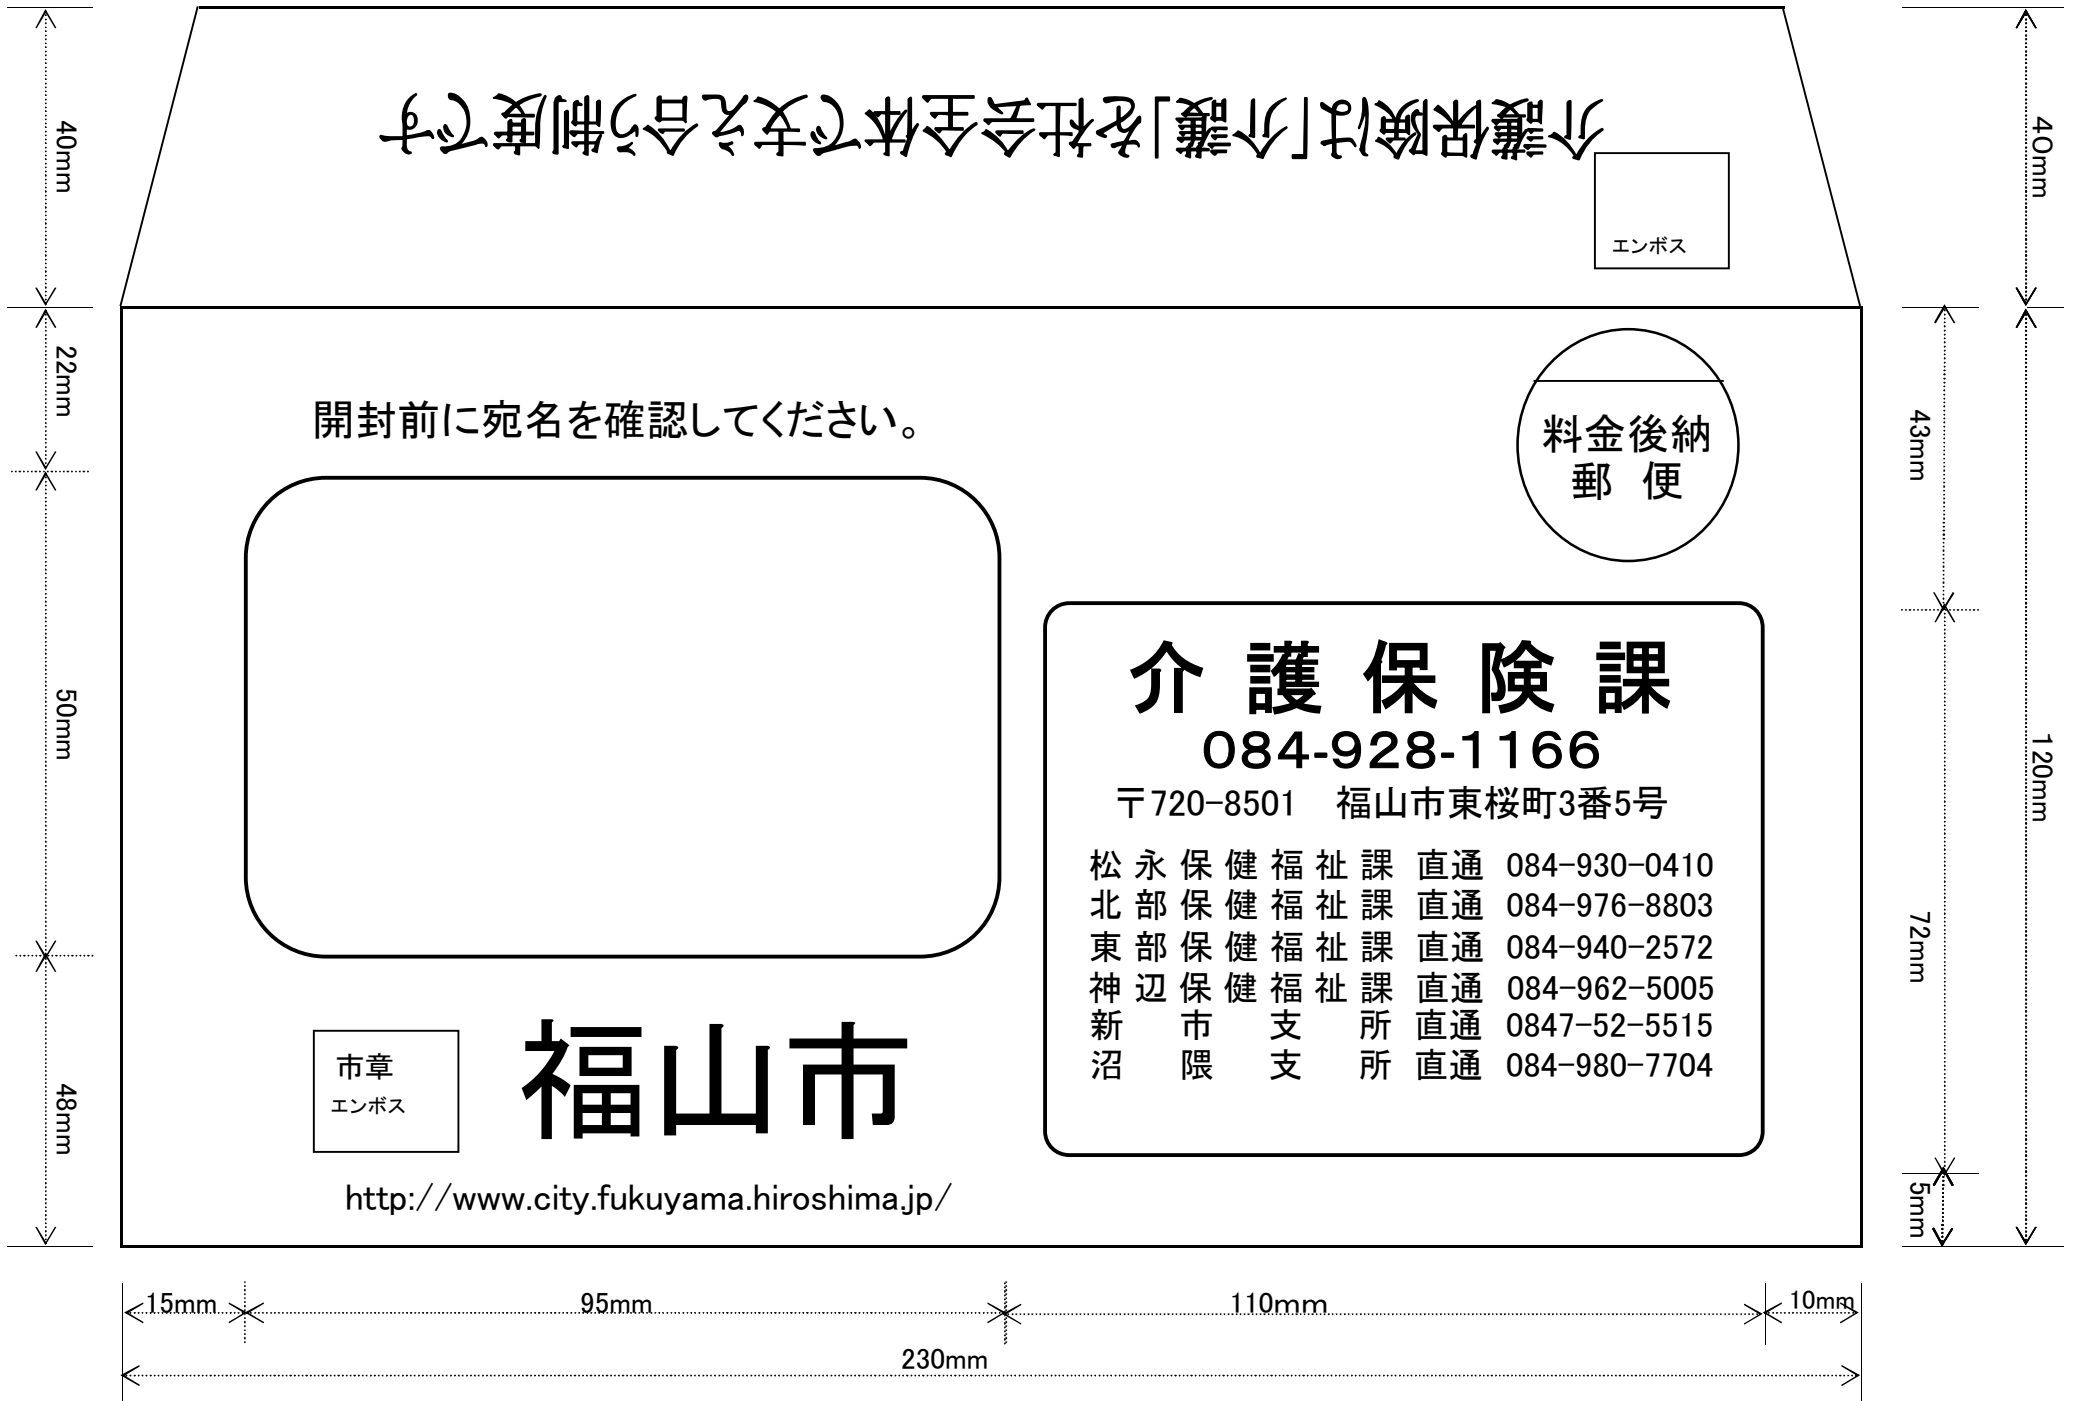 介護保険は「介護」を社会全体で支え合う制度です
エンボス
開封前に宛名を確認してください。
料金後納
郵 便
介護保険課
084-928-1166
〒720-8501 福山市東桜町3番5号
松永保健福祉課 直通 084-930-0410
北部保健福祉課 直通 084-976-8803
東部保健福祉課 直通 084-940-2572
神辺保健福祉課 直通 084-962-5005
新市支所 直通 0847-52-5515
沼隈支所 直通 084-980-7704
市章
エンボス
福山市
http://www.city.fukuyama.hiroshima.jp/
40mm
22mm
50mm
48mm
40mm
43mm
120mm
72mm
5mm
15mm
95mm
110mm
10mm
230mm